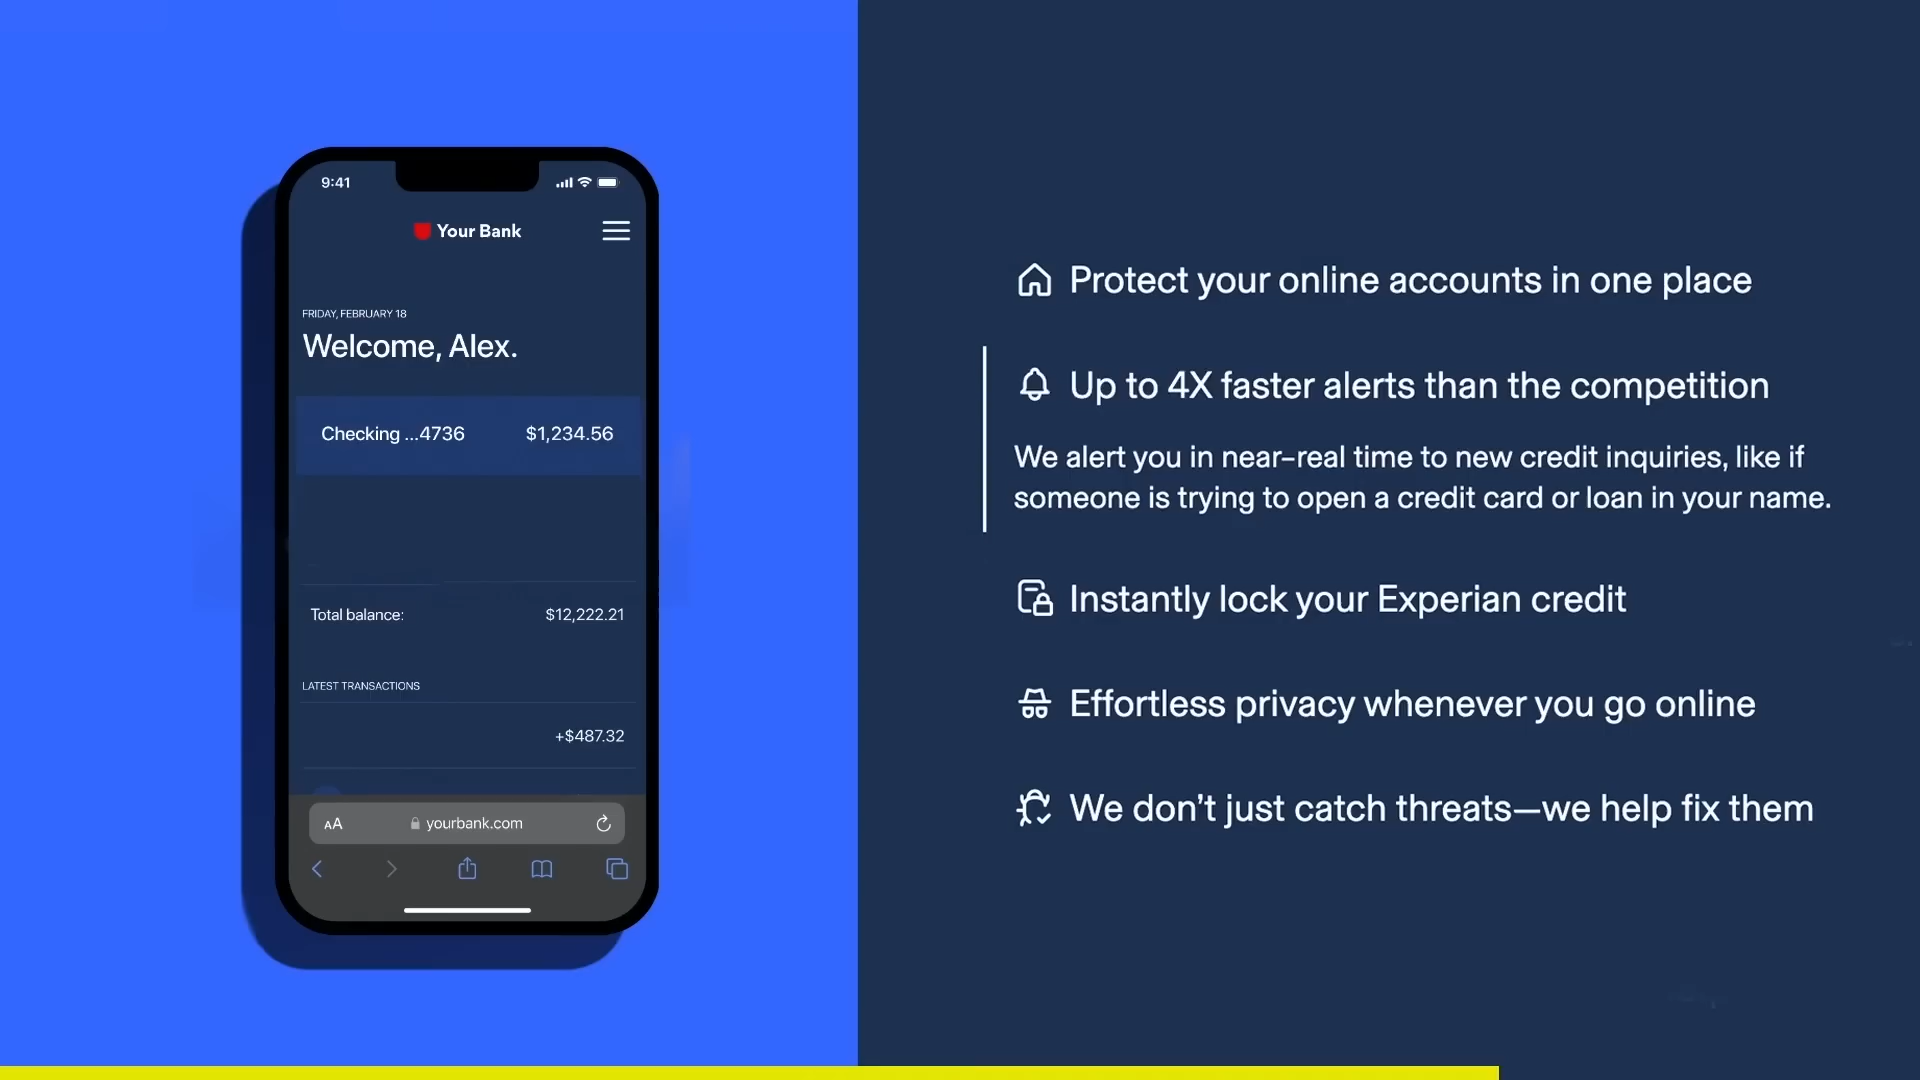 9:41
Your Bank
FRIDAY, FEBRUARY 18
Welcome, Alex.
Checking ...4736 $1,234.56
Total balance: $12,222.21
LATEST TRANSACTIONS
+$487.32
AA yourbank.com
Protect your online accounts in one place
Up to 4X faster alerts than the competition
We alert you in near-real time to new credit inquiries, like if
someone is trying to open a credit card or loan in your name.
Instantly lock your Experian credit
Effortless privacy whenever you go online
We don't just catch threats—we help fix them